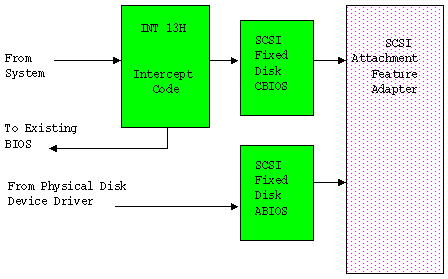 From
System
INT 13H
Intercept
Code
SCSI
Fixed
Disk
CBIOS
SCSI
Attachment
Feature
Adapter
To Existing
BIOS
From Physical Disk
Device Driver
SCSI
Fixed
Disk
ABIOS